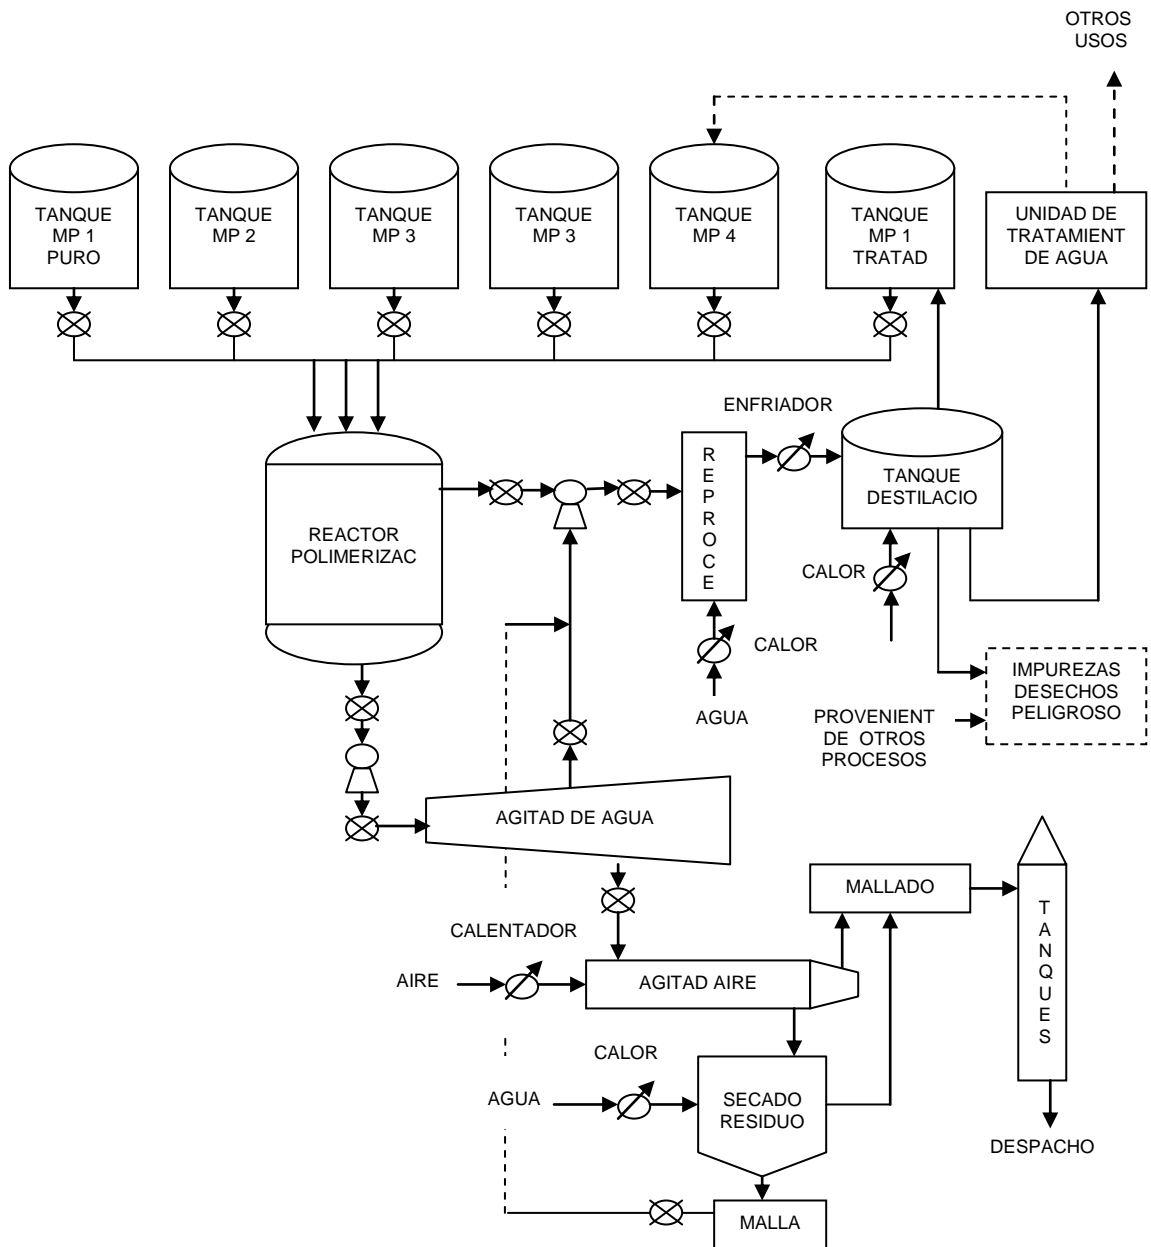 OTROS
USOS
TANQUE
MP 1
PURO
TANQUE
MP 2
TANQUE
MP 3
TANQUE
MP 3
TANQUE
MP 4
TANQUE
MP 1
TRATAD
UNIDAD DE
TRATAMIENT
DE AGUA
ENFRIADOR
REACTOR
POLIMERIZAC
REPROCE
TANQUE
DESTILACIO
CALOR
CALOR
AGUA
IMPUREZAS
DESECHOS
PELIGROSO
PROVENIENT
DE OTROS
PROCESOS
AGITAD DE AGUA
MALLADO
TANQUES
CALENTADOR
AIRE
AGITAD AIRE
CALOR
AGUA
SECADO
RESIDUO
DESPACHO
MALLA